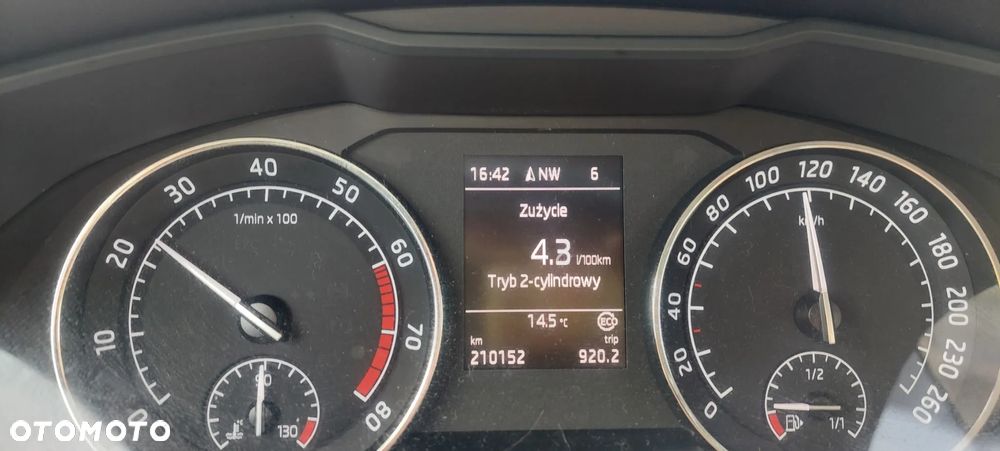 16:42 NW 6
Zużycie
4.3 l/100km
Tryb 2-cylindrowy
14.5 °C ECO
km trip
210152 920.2
0 10 20 30 40 50 60 70 80
1/min x 100
90
130
0 20 40 60 80 100 120 140 160 180 200 230 260
km/h
1/2
1/1
OTOMOTO